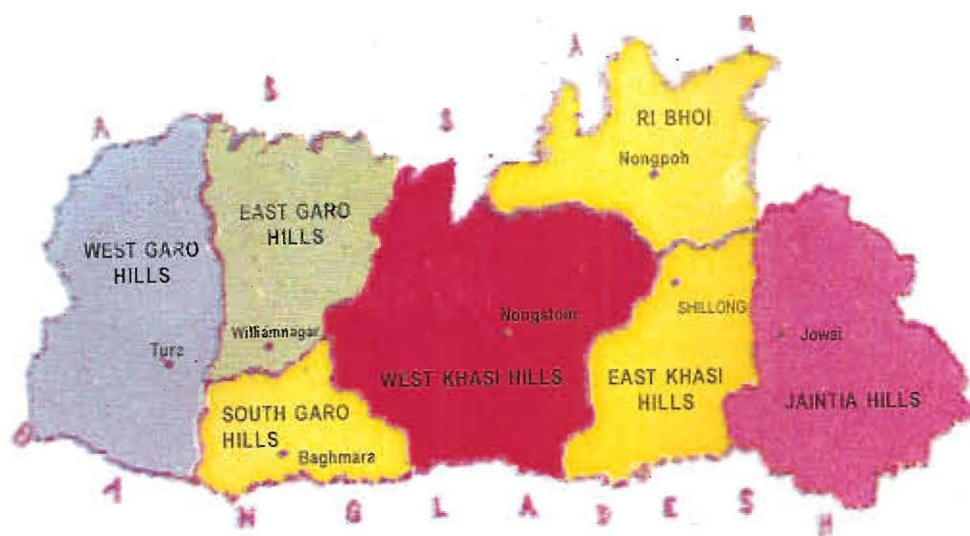 A S S A M
RI BHOI
Nongpoh
EAST GARO
HILLS
WEST GARO
HILLS
SHILLONG
Nongstoin
Williamnagar
Jowai
Tura
EAST KHASI
HILLS
WEST KHASI HILLS
JAINTIA HILLS
SOUTH GARO
HILLS
Baghmara
N G L A D E S H